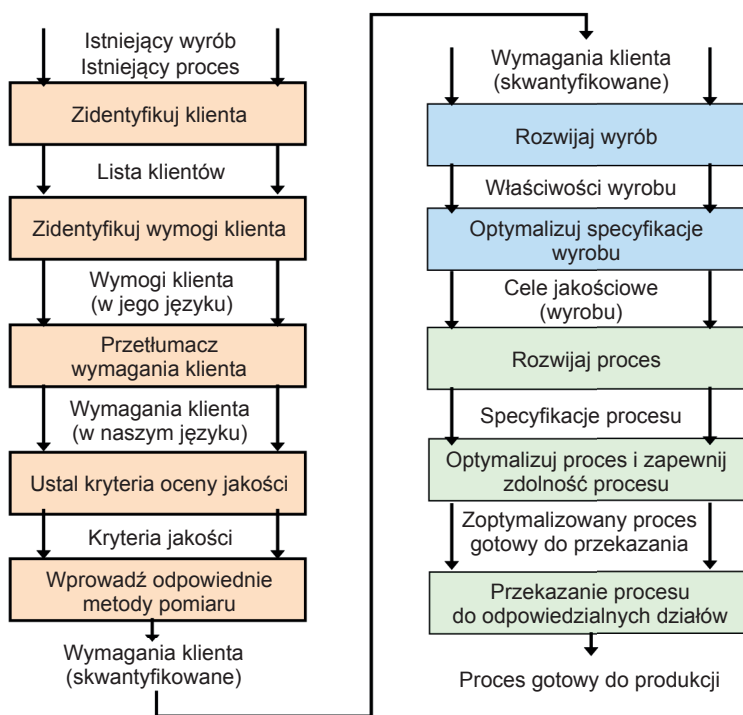 Istniejący wyrób
Istniejący proces
Zidentyfikuj klienta
Lista klientów
Zidentyfikuj wymogi klienta
Wymogi klienta
(w jego języku)
Przetłumacz
wymagania klienta
Wymagania klienta
(w naszym języku)
Ustal kryteria oceny jakości
Kryteria jakości
Wprowadź odpowiednie
metody pomiaru
Wymagania klienta
(skwantyfikowane)
Wymagania klienta
(skwantyfikowane)
Rozwijaj wyrób
Właściwości wyrobu
Optymalizuj specyfikacje
wyrobu
Cele jakościowe
(wyrobu)
Rozwijaj proces
Specyfikacje procesu
Optymalizuj proces i zapewnij
zdolność procesu
Zoptymalizowany proces
gotowy do przekazania
Przekazanie procesu
do odpowiedzialnych działów
Proces gotowy do produkcji